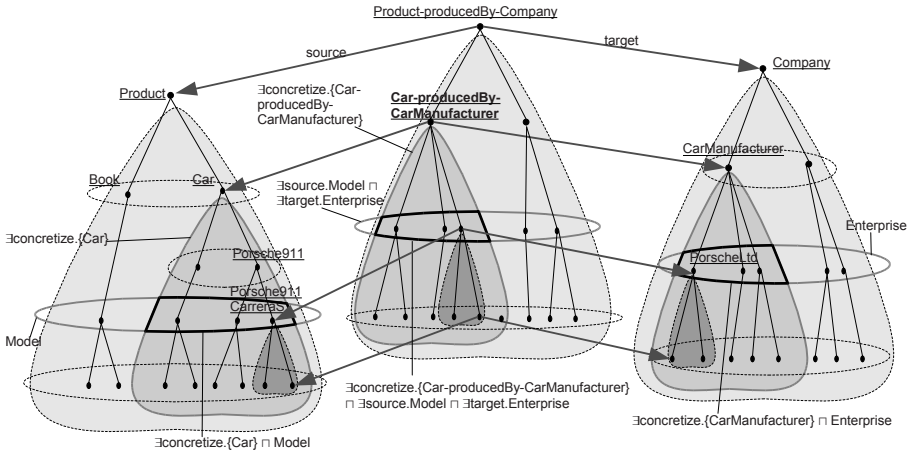 Product-producedBy-Company
source
target
Company
Product
∃concretize.{Car-
producedBy-
CarManufacturer}
Car-producedBy-
CarManufacturer
CarManufacturer
Book
Car
∃source.Model ⊓
∃target.Enterprise
Enterprise
∃concretize.{Car}
Porsche911
PorscheLtd
Porsche911
CarreraS
Model
∃concretize.{Car-producedBy-CarManufacturer}
⊓ ∃source.Model ⊓ ∃target.Enterprise
∃concretize.{CarManufacturer} ⊓ Enterprise
∃concretize.{Car} ⊓ Model